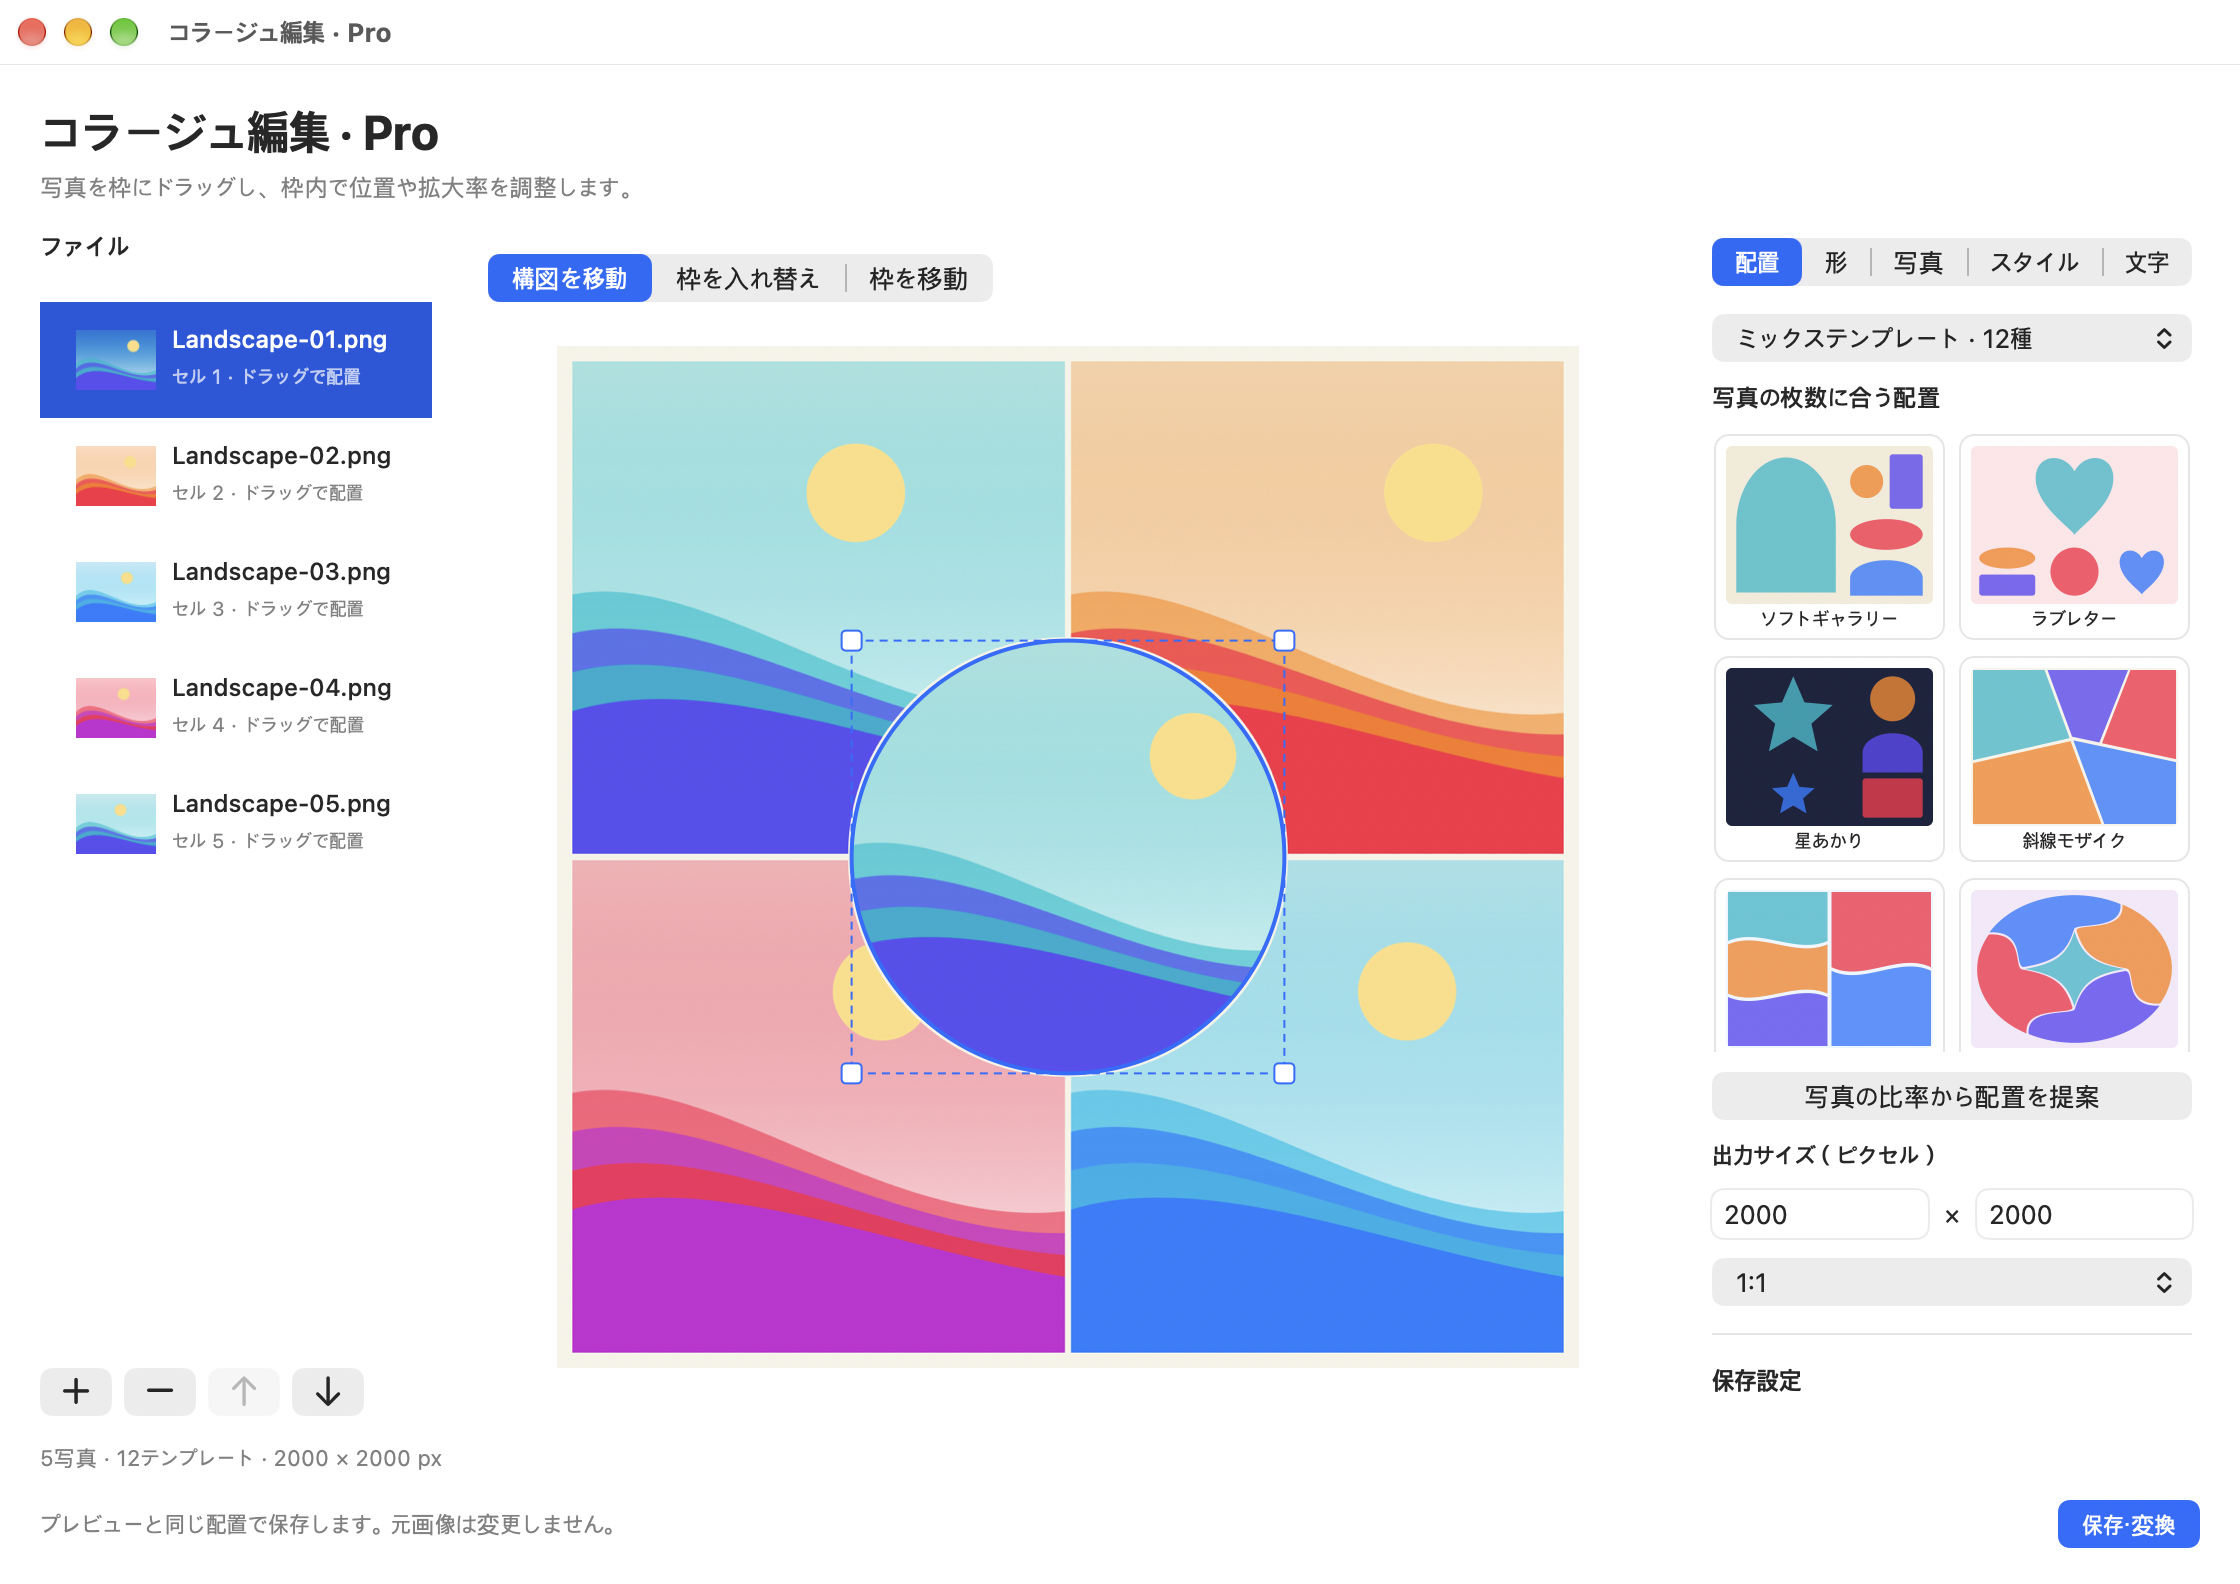 コラージュ編集 · Pro
コラージュ編集 · Pro
写真を枠にドラッグし、枠内で位置や拡大率を調整します。
ファイル
Landscape-01.png
セル 1 · ドラッグで配置
Landscape-02.png
セル 2 · ドラッグで配置
Landscape-03.png
セル 3 · ドラッグで配置
Landscape-04.png
セル 4 · ドラッグで配置
Landscape-05.png
セル 5 · ドラッグで配置
5写真 · 12テンプレート · 2000 × 2000 px
プレビューと同じ配置で保存します。元画像は変更しません。
構図を移動 枠を入れ替え 枠を移動
配置 形 写真 スタイル 文字
ミックステンプレート · 12種
写真の枚数に合う配置
ソフトギャラリー ラブレター
星あかり 斜線モザイク
写真の比率から配置を提案
出力サイズ（ピクセル）
2000 × 2000
1:1
保存設定
保存·変換